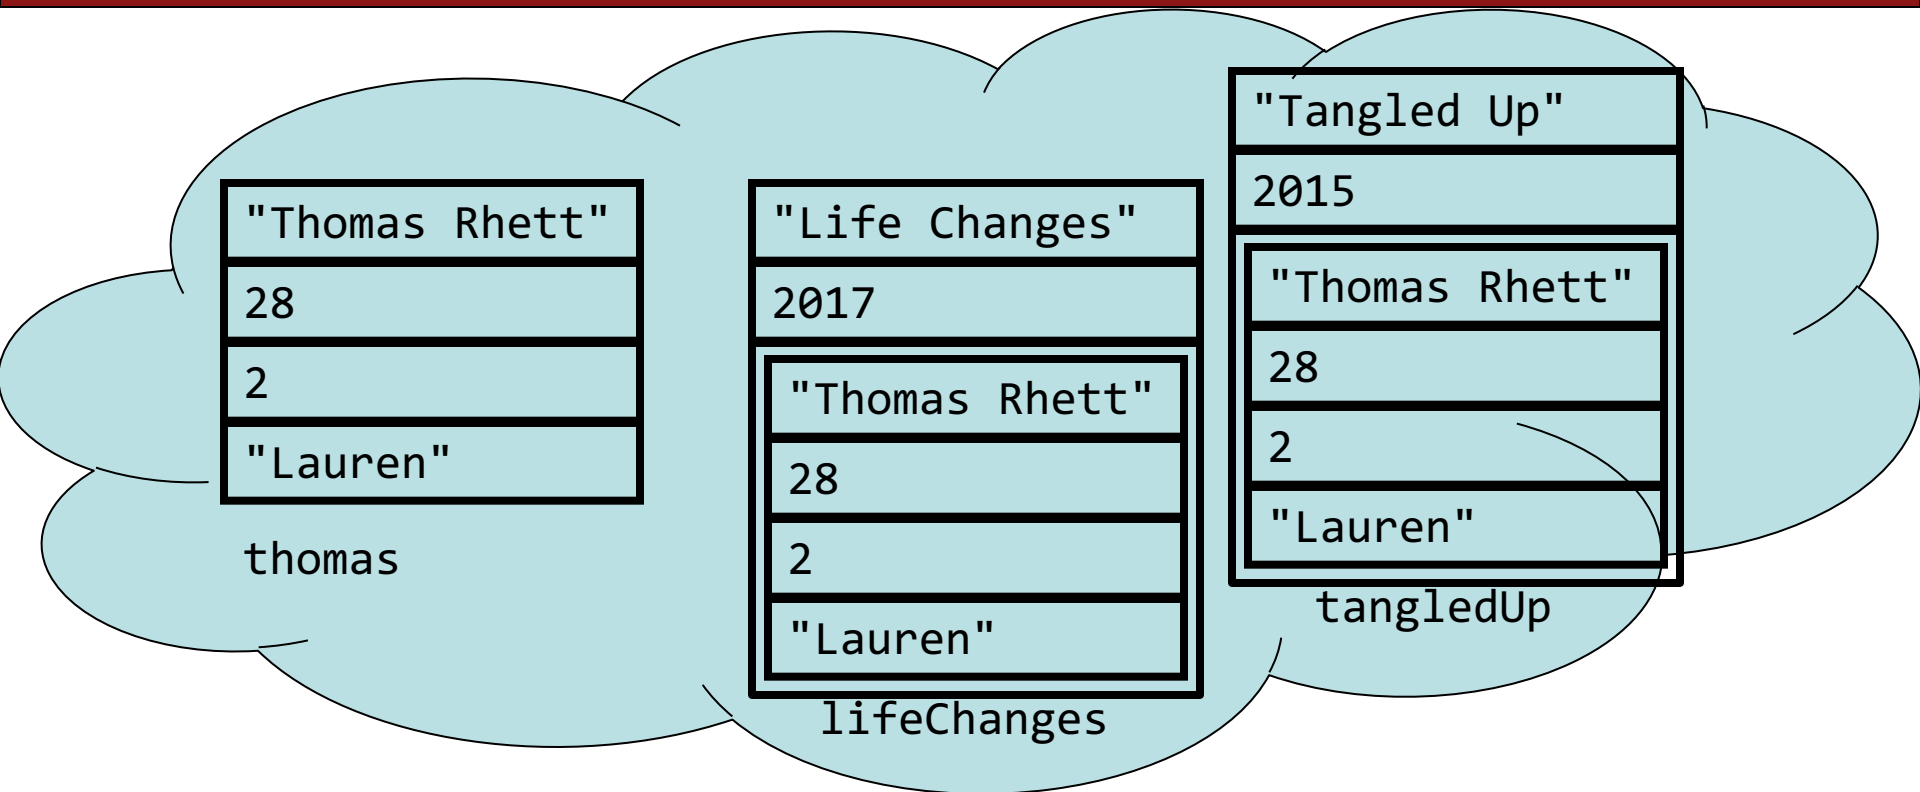 "Thomas Rhett"
28
2
"Lauren"
thomas
"Life Changes"
2017
"Thomas Rhett"
28
2
"Lauren"
lifeChanges
"Tangled Up"
2015
"Thomas Rhett"
28
2
"Lauren"
tangledUp